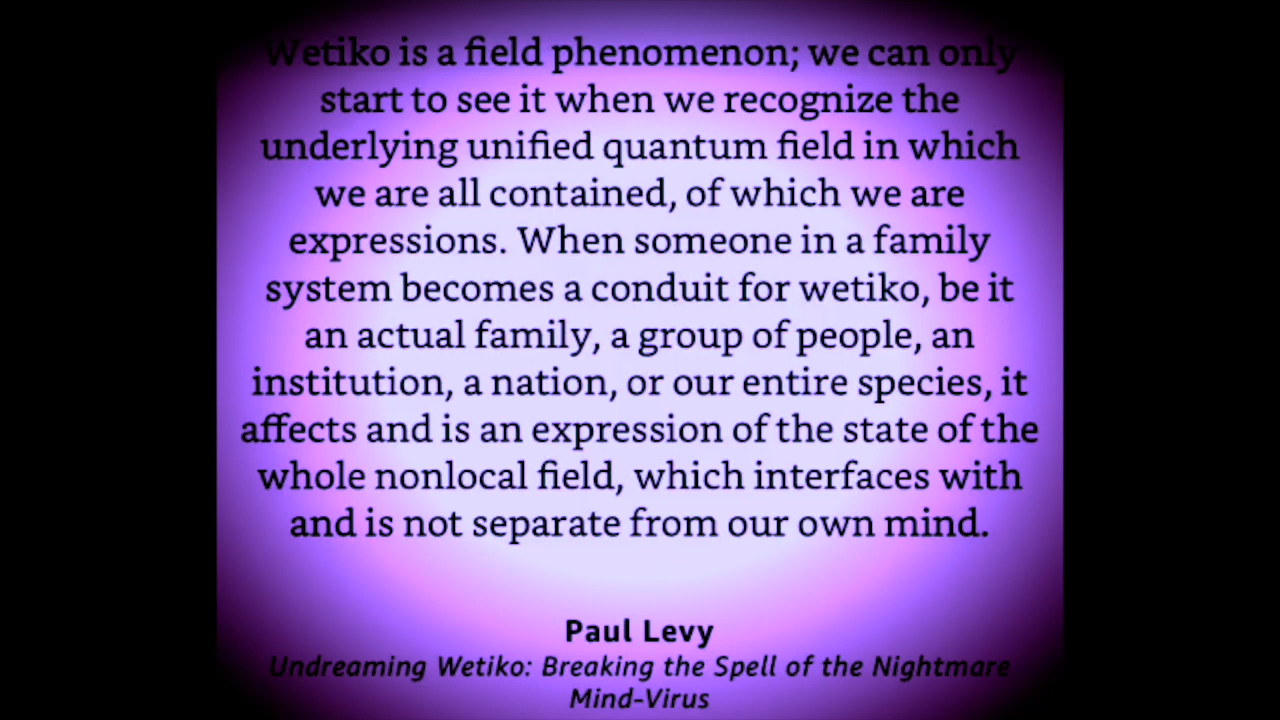 Wetiko is a field phenomenon; we can only
start to see it when we recognize the
underlying unified quantum field in which
we are all contained, of which we are
expressions. When someone in a family
system becomes a conduit for wetiko, be it
an actual family, a group of people, an
institution, a nation, or our entire species, it
affects and is an expression of the state of the
whole nonlocal field, which interfaces with
and is not separate from our own mind.
Paul Levy
Undreaming Wetiko: Breaking the Spell of the Nightmare
Mind-Virus